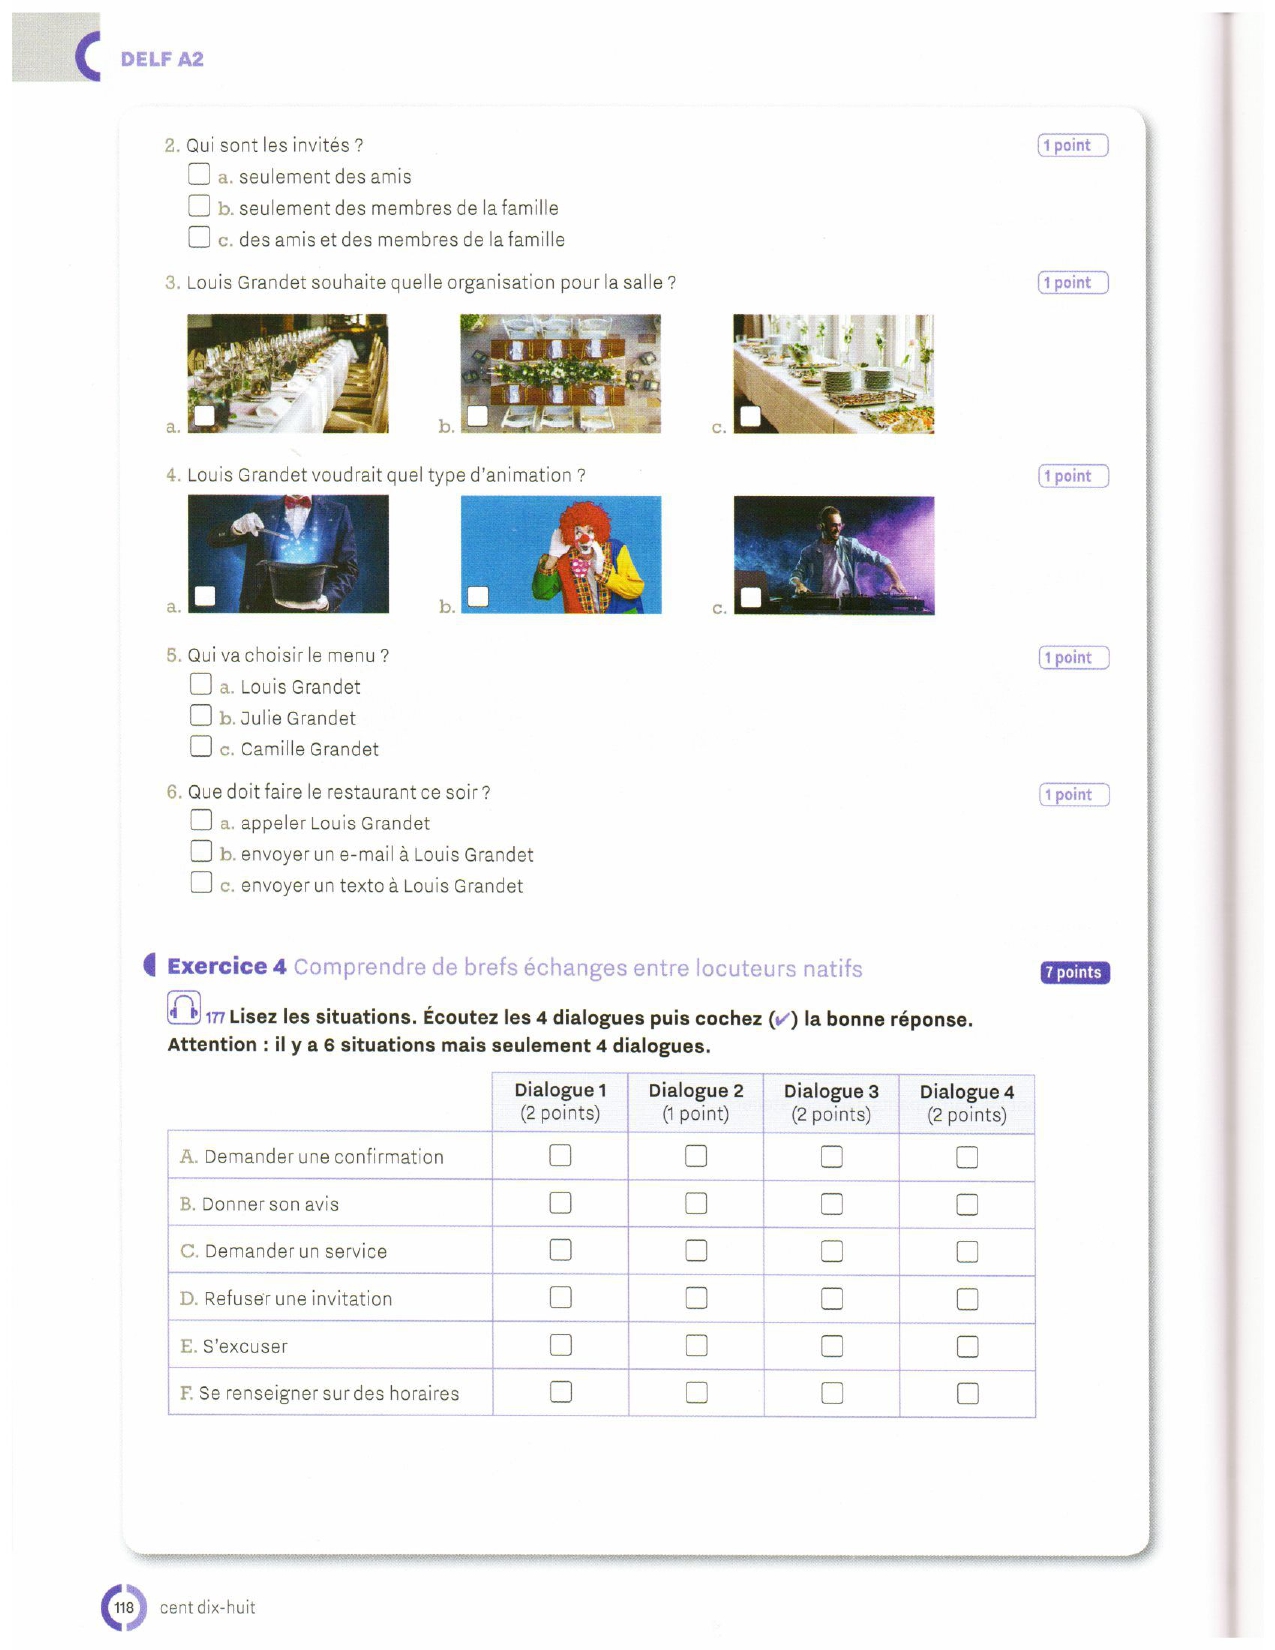 DELF A2
2. Qui sont les invités ?
1 point
a. seulement des amis
b. seulement des membres de la famille
c. des amis et des membres de la famille
3. Louis Grandet souhaite quelle organisation pour la salle ?
1 point
a.
b.
c.
4. Louis Grandet voudrait quel type d'animation ?
1 point
a.
b.
c.
5. Qui va choisir le menu ?
1 point
a. Louis Grandet
b. Julie Grandet
c. Camille Grandet
6. Que doit faire le restaurant ce soir ?
1 point
a. appeler Louis Grandet
b. envoyer un e-mail à Louis Grandet
c. envoyer un texto à Louis Grandet
Exercice 4 Comprendre de brefs échanges entre locuteurs natifs
7 points
177 Lisez les situations. Écoutez les 4 dialogues puis cochez (✔) la bonne réponse.
Attention : il y a 6 situations mais seulement 4 dialogues.
Dialogue 1 Dialogue 2 Dialogue 3 Dialogue 4
(2 points) (1 point) (2 points) (2 points)
A. Demander une confirmation
B. Donner son avis
C. Demander un service
D. Refuser une invitation
E. S'excuser
F. Se renseigner sur des horaires
118 cent dix-huit